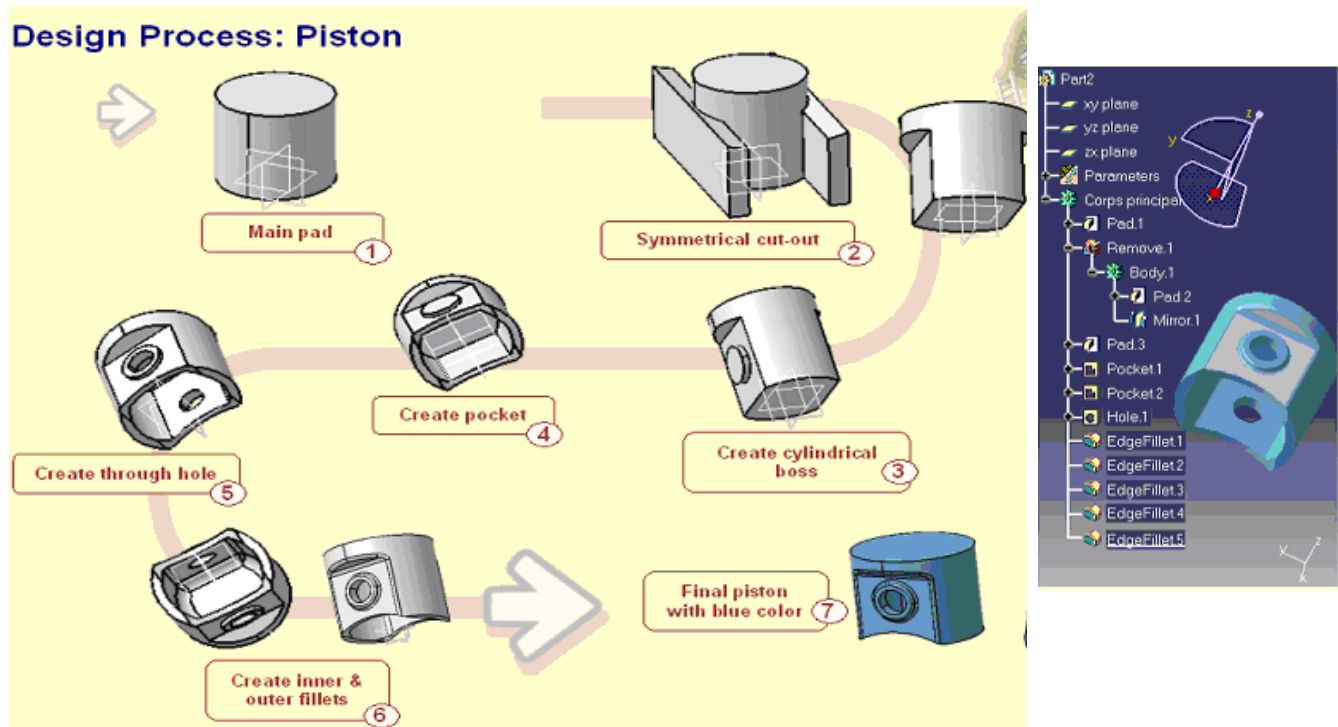 Design Process: Piston
Main pad
1
Symmetrical cut-out
2
Create cylindrical
boss
3
Create pocket
4
Create through hole
5
Create inner &
outer fillets
6
Final piston
with blue color
7
Part2
xy plane
yz plane
zx plane
Parameters
Corps principal
Pad.1
Remove.1
Body.1
Pad.2
Mirror.1
Pad.3
Pocket.1
Pocket.2
Hole.1
EdgeFillet.1
EdgeFillet.2
EdgeFillet.3
EdgeFillet.4
EdgeFillet.5
z
y
x
z
x